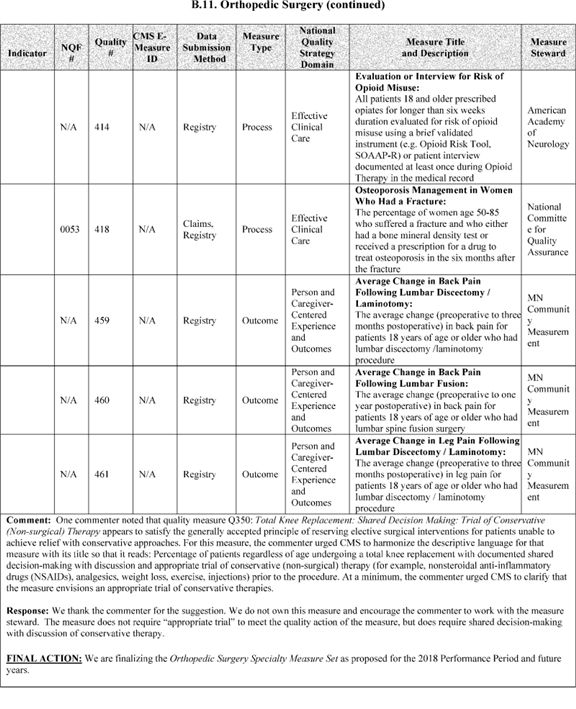 B.11. Orthopedic Surgery (continued)
Indicator
NQF
#
Quality
#
CMS E-
Measure
ID
Data
Submission
Method
Measure
Type
National
Quality
Strategy
Domain
Measure Title
and Description
Measure
Steward
N/A
414
N/A
Registry
Process
Effective
Clinical
Care
Evaluation or Interview for Risk of
Opioid Misuse:
All patients 18 and older prescribed
opiates for longer than six weeks
duration evaluated for risk of opioid
misuse using a brief validated
instrument (e.g. Opioid Risk Tool,
SOAAP-R) or patient interview
documented at least once during Opioid
Therapy in the medical record
American
Academy
of
Neurology
0053
418
N/A
Claims,
Registry
Process
Effective
Clinical
Care
Osteoporosis Management in Women
Who Had a Fracture:
The percentage of women age 50-85
who suffered a fracture and who either
had a bone mineral density test or
received a prescription for a drug to
treat osteoporosis in the six months after
the fracture
National
Committe
e for
Quality
Assurance
N/A
459
N/A
Registry
Outcome
Person and
Caregiver-
Centered
Experience
and
Outcomes
Average Change in Back Pain
Following Lumbar Discectomy /
Laminotomy:
The average change (preoperative to three
months postoperative) in back pain for
patients 18 years of age or older who had
lumbar discectomy /laminotomy
procedure
MN
Communit
y
Measurem
ent
N/A
460
N/A
Registry
Outcome
Person and
Caregiver-
Centered
Experience
and
Outcomes
Average Change in Back Pain
Following Lumbar Fusion:
The average change (preoperative to one
year postoperative) in back pain for
patients 18 years of age or older who had
lumbar spine fusion surgery
MN
Communit
y
Measurem
ent
N/A
461
N/A
Registry
Outcome
Person and
Caregiver-
Centered
Experience
and
Outcomes
Average Change in Leg Pain Following
Lumbar Discectomy / Laminotomy:
The average change (preoperative to three
months postoperative) in leg pain for
patients 18 years of age or older who had
lumbar discectomy / laminotomy
procedure
MN
Communit
y
Measurem
ent
Comment: One commenter noted that quality measure Q350: Total Knee Replacement: Shared Decision Making: Trial of Conservative
(Non-surgical) Therapy appears to satisfy the generally accepted principle of reserving elective surgical interventions for patients unable to
achieve relief with conservative approaches. For this measure, the commenter urged CMS to harmonize the descriptive language for that
measure with its title so that it reads: Percentage of patients regardless of age undergoing a total knee replacement with documented shared
decision-making with discussion and appropriate trial of conservative (non-surgical) therapy (for example, nonsteroidal anti-inflammatory
drugs (NSAIDs), analgesics, weight loss, exercise, injections) prior to the procedure. At a minimum, the commenter urged CMS to clarify that
the measure envisions an appropriate trial of conservative therapies.
Response: We thank the commenter for the suggestion. We do not own this measure and encourage the commenter to work with the measure
steward. The measure does not require “appropriate trial” to meet the quality action of the measure, but does require shared decision-making
with discussion of conservative therapy.
FINAL ACTION: We are finalizing the Orthopedic Surgery Specialty Measure Set as proposed for the 2018 Performance Period and future
years.